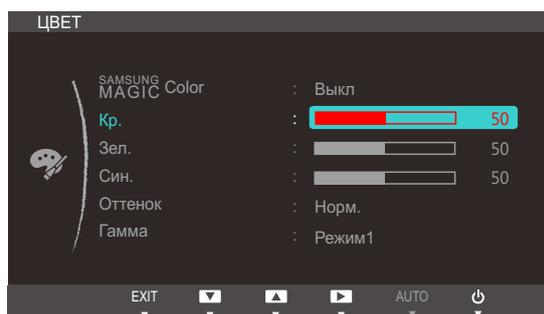 ЦВЕТ
SAMSUNG MAGIC Color : Выкл
Кр. : 50
Зел. : 50
Син. : 50
Оттенок : Норм.
Гамма : Режим1
EXIT AUTO